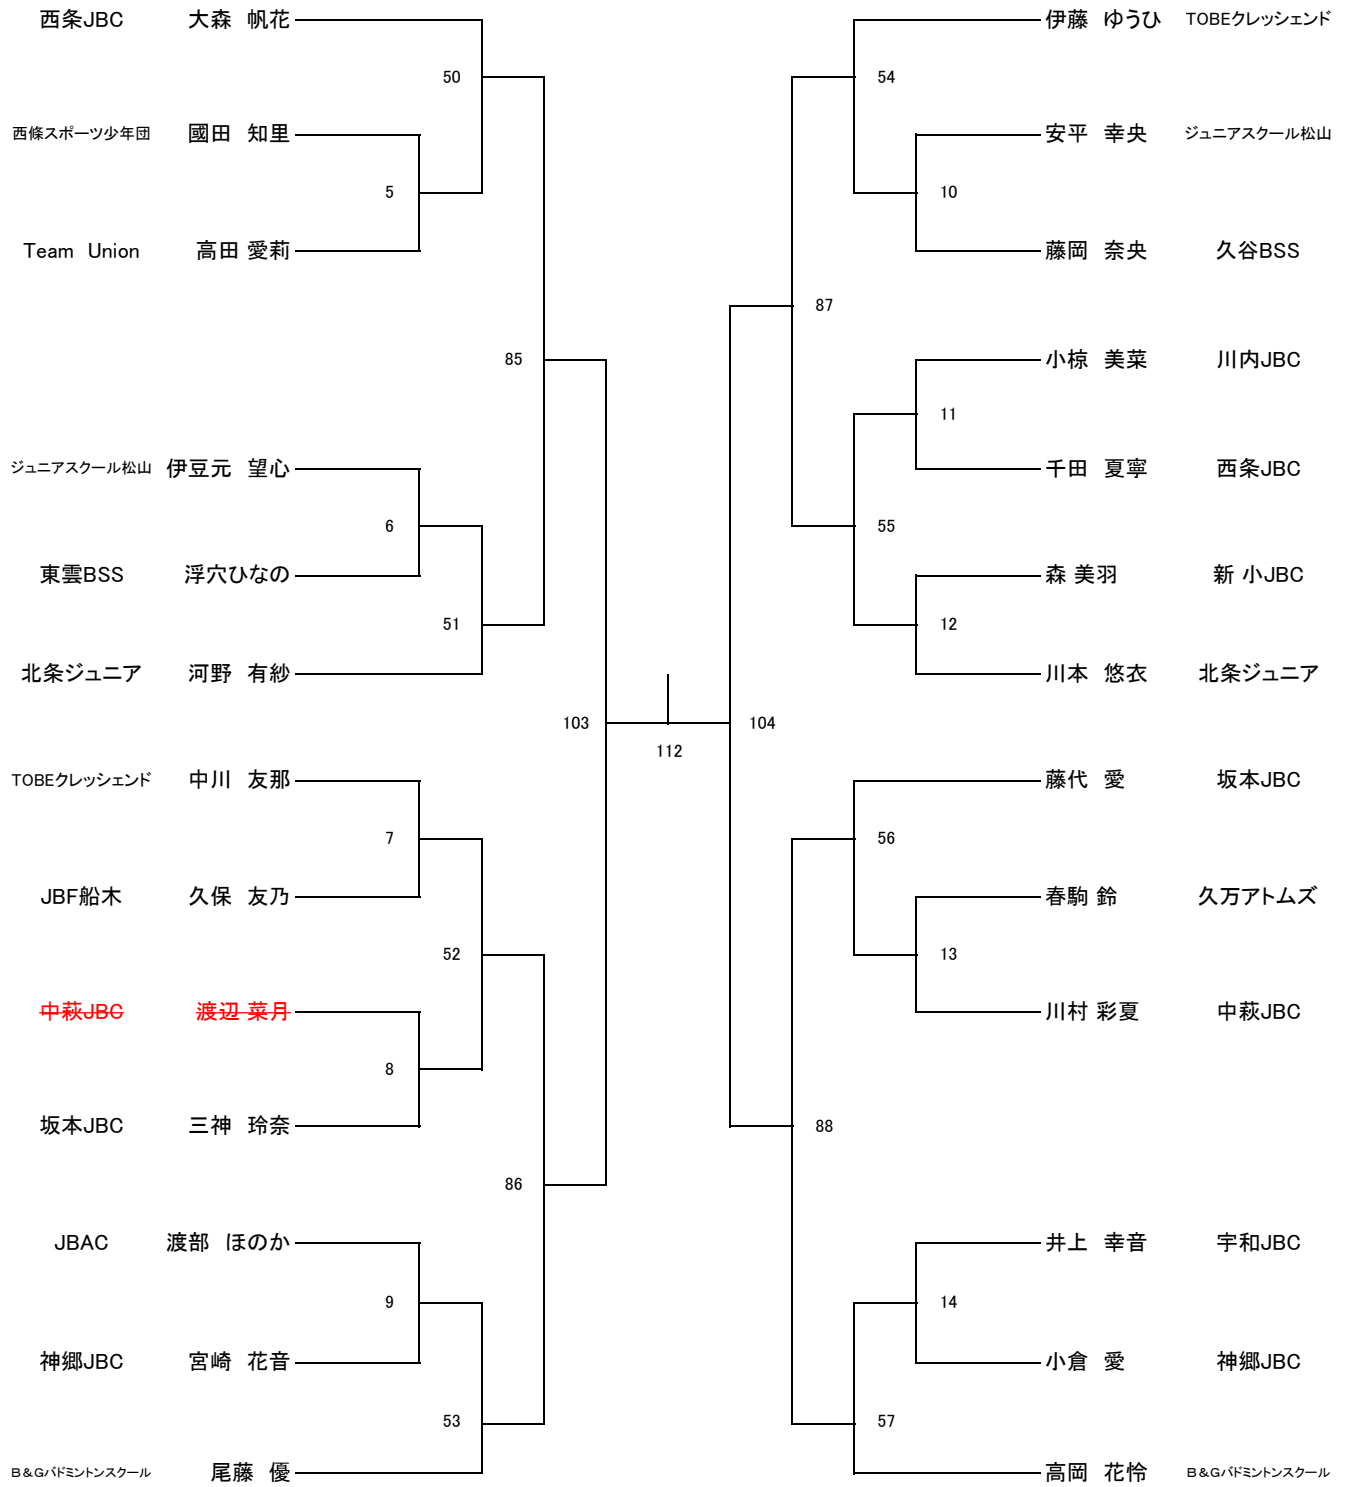 西条JBC 大森 帆花
50
西條スポーツ少年団 國田 知里
5
Team Union 高田 愛莉
85
ジュニアスクール松山 伊豆元 望心
6
東雲BSS 浮穴ひなの
51
北条ジュニア 河野 有紗
103
TOBEクレッシェンド 中川 友那
7
JBF船木 久保 友乃
52
中萩JBC 渡辺 菜月
8
坂本JBC 三神 玲奈
86
JBAC 渡部 ほのか
9
神郷JBC 宮崎 花音
53
B&Gバドミントンスクール 尾藤 優
112
伊藤 ゆうひ TOBEクレッシェンド
54
安平 幸央 ジュニアスクール松山
10
藤岡 奈央 久谷BSS
87
小椋 美菜 川内JBC
11
千田 夏寧 西条JBC
55
森 美羽 新 小JBC
12
川本 悠衣 北条ジュニア
104
藤代 愛 坂本JBC
56
春駒 鈴 久万アトムズ
13
川村 彩夏 中萩JBC
88
井上 幸音 宇和JBC
14
小倉 愛 神郷JBC
57
高岡 花怜 B&Gバドミントンスクール